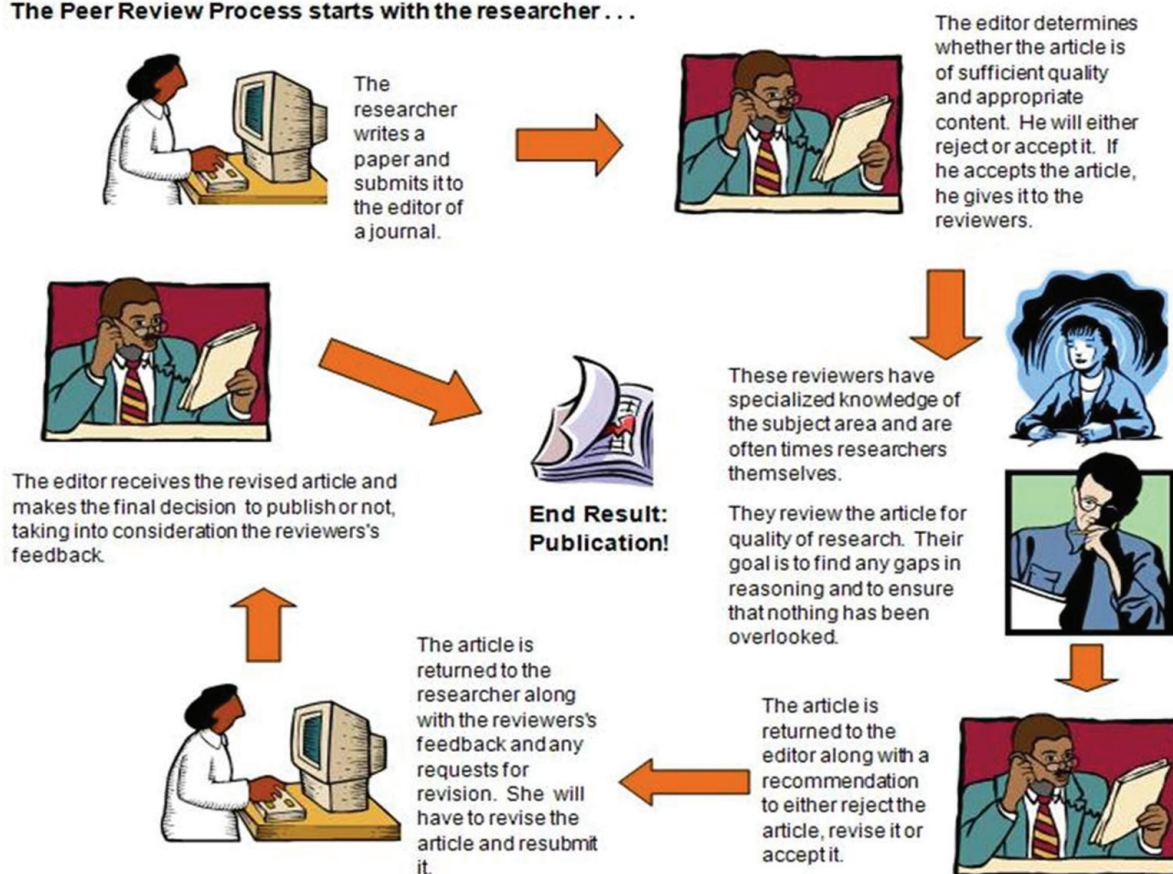 The Peer Review Process starts with the researcher . . .
The
researcher
writes a
paper and
submits it to
the editor of
a journal.
The editor determines
whether the article is
of sufficient quality
and appropriate
content. He will either
reject or accept it. If
he accepts the article,
he gives it to the
reviewers.
These reviewers have
specialized knowledge of
the subject area and are
often times researchers
themselves.
They review the article for
quality of research. Their
goal is to find any gaps in
reasoning and to ensure
that nothing has been
overlooked.
The article is
returned to the
editor along with a
recommendation
to either reject the
article, revise it or
accept it.
The article is
returned to the
researcher along
with the reviewers's
feedback and any
requests for
revision. She will
have to revise the
article and resubmit
it.
The editor receives the revised article and
makes the final decision to publish or not,
taking into consideration the reviewers's
feedback.
End Result:
Publication!